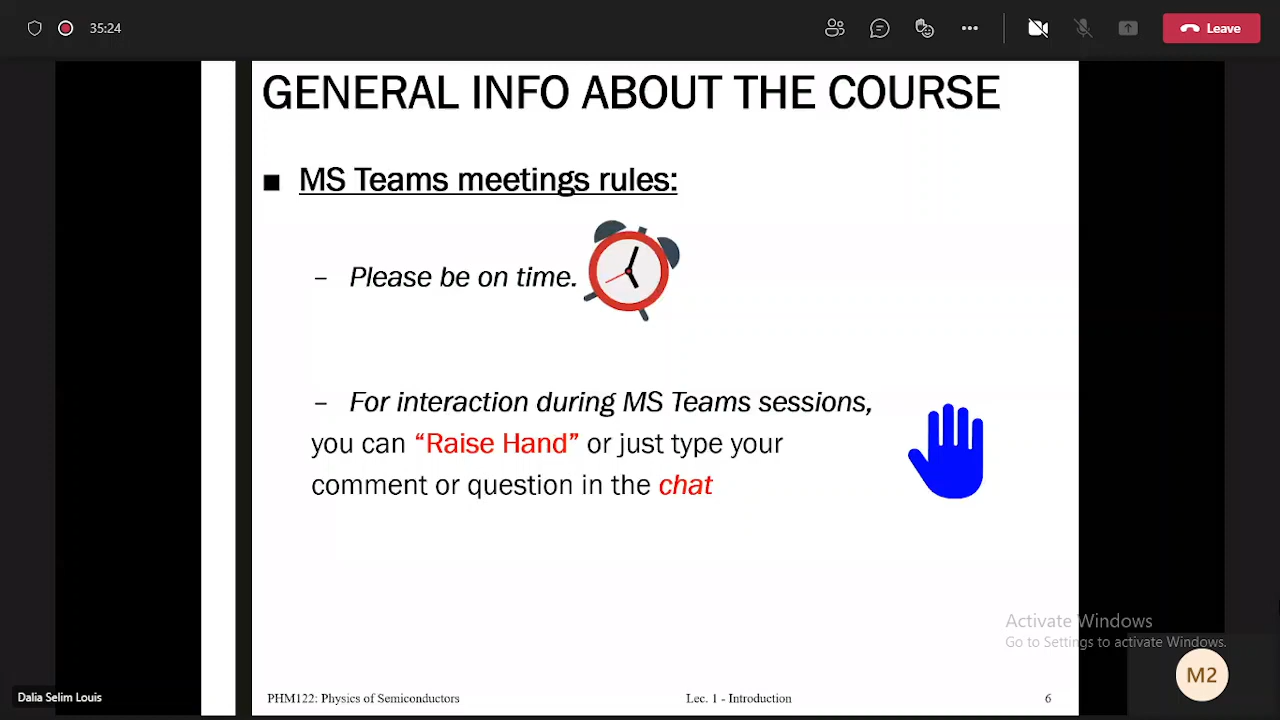 35:24
Leave
GENERAL INFO ABOUT THE COURSE
■ MS Teams meetings rules:
– Please be on time.
– For interaction during MS Teams sessions,
you can “Raise Hand” or just type your
comment or question in the chat
Activate Windows
Go to Settings to activate Windows.
M2
Dalia Selim Louis
PHM122: Physics of Semiconductors
Lec. 1 - Introduction
6